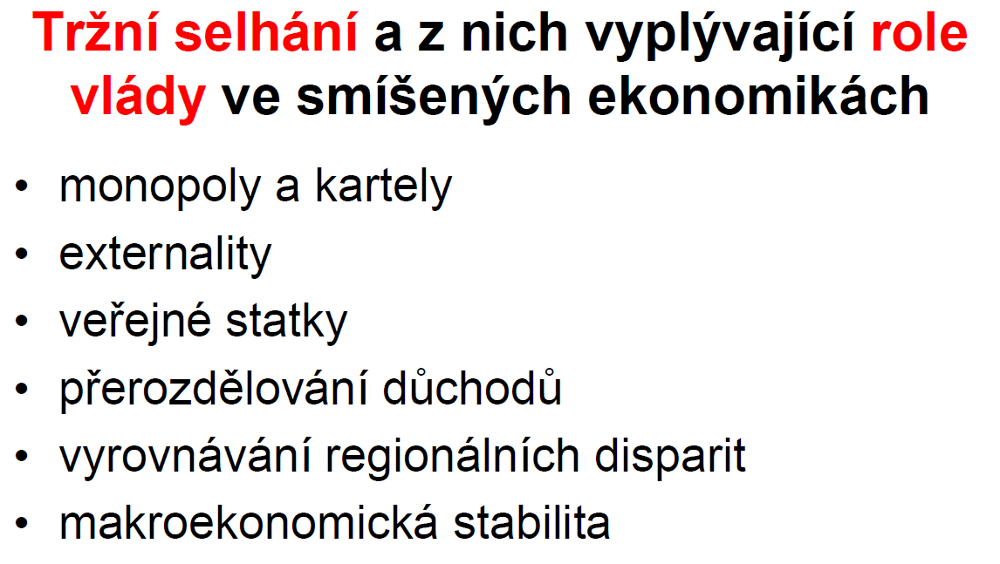 Tržní selhání a z nich vyplývající role
vlády ve smíšených ekonomikách
• monopoly a kartely
• externality
• veřejné statky
• přerozdělování důchodů
• vyrovnávání regionálních disparit
• makroekonomická stabilita